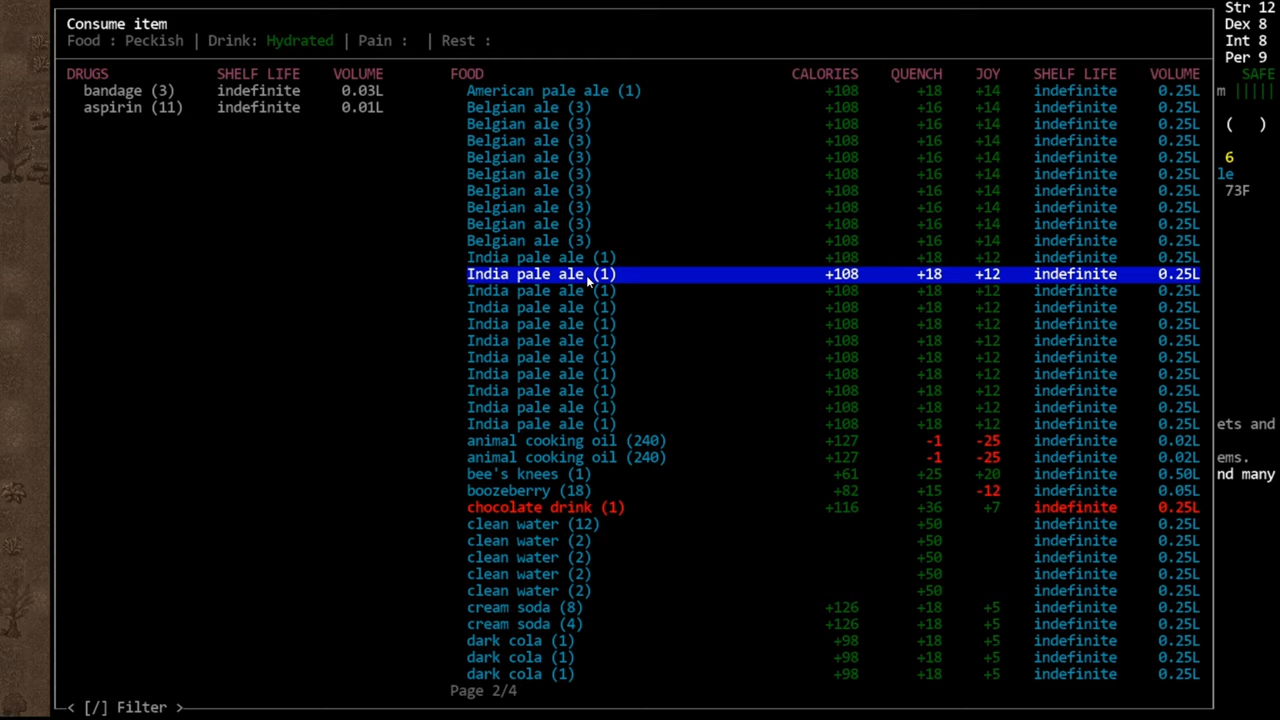 Consume item
Food : Peckish | Drink: Hydrated | Pain :  | Rest :
DRUGS SHELF LIFE VOLUME
bandage (3) indefinite 0.03L
aspirin (11) indefinite 0.01L
FOOD CALORIES QUENCH JOY SHELF LIFE VOLUME
American pale ale (1) +108 +18 +14 indefinite 0.25L
Belgian ale (3) +108 +16 +14 indefinite 0.25L
Belgian ale (3) +108 +16 +14 indefinite 0.25L
Belgian ale (3) +108 +16 +14 indefinite 0.25L
Belgian ale (3) +108 +16 +14 indefinite 0.25L
Belgian ale (3) +108 +16 +14 indefinite 0.25L
Belgian ale (3) +108 +16 +14 indefinite 0.25L
Belgian ale (3) +108 +16 +14 indefinite 0.25L
Belgian ale (3) +108 +16 +14 indefinite 0.25L
Belgian ale (3) +108 +16 +14 indefinite 0.25L
India pale ale (1) +108 +18 +12 indefinite 0.25L
India pale ale (1) +108 +18 +12 indefinite 0.25L
India pale ale (1) +108 +18 +12 indefinite 0.25L
India pale ale (1) +108 +18 +12 indefinite 0.25L
India pale ale (1) +108 +18 +12 indefinite 0.25L
India pale ale (1) +108 +18 +12 indefinite 0.25L
India pale ale (1) +108 +18 +12 indefinite 0.25L
India pale ale (1) +108 +18 +12 indefinite 0.25L
India pale ale (1) +108 +18 +12 indefinite 0.25L
India pale ale (1) +108 +18 +12 indefinite 0.25L
India pale ale (1) +108 +18 +12 indefinite 0.25L
animal cooking oil (240) +127 -1 -25 indefinite 0.02L
animal cooking oil (240) +127 -1 -25 indefinite 0.02L
bee's knees (1) +61 +25 +20 indefinite 0.50L
boozeberry (18) +82 +15 -12 indefinite 0.05L
chocolate drink (1) +116 +36 +7 indefinite 0.25L
clean water (12) +50 indefinite 0.25L
clean water (2) +50 indefinite 0.25L
clean water (2) +50 indefinite 0.25L
clean water (2) +50 indefinite 0.25L
clean water (2) +50 indefinite 0.25L
cream soda (8) +126 +18 +5 indefinite 0.25L
cream soda (4) +126 +18 +5 indefinite 0.25L
dark cola (1) +98 +18 +5 indefinite 0.25L
dark cola (1) +98 +18 +5 indefinite 0.25L
dark cola (1) +98 +18 +5 indefinite 0.25L
Page 2/4
< [/] Filter >
Str 12
Dex 8
Int 8
Per 9
SAFE
m |||||
( )
6
le
73F
ets and
ems.
nd many